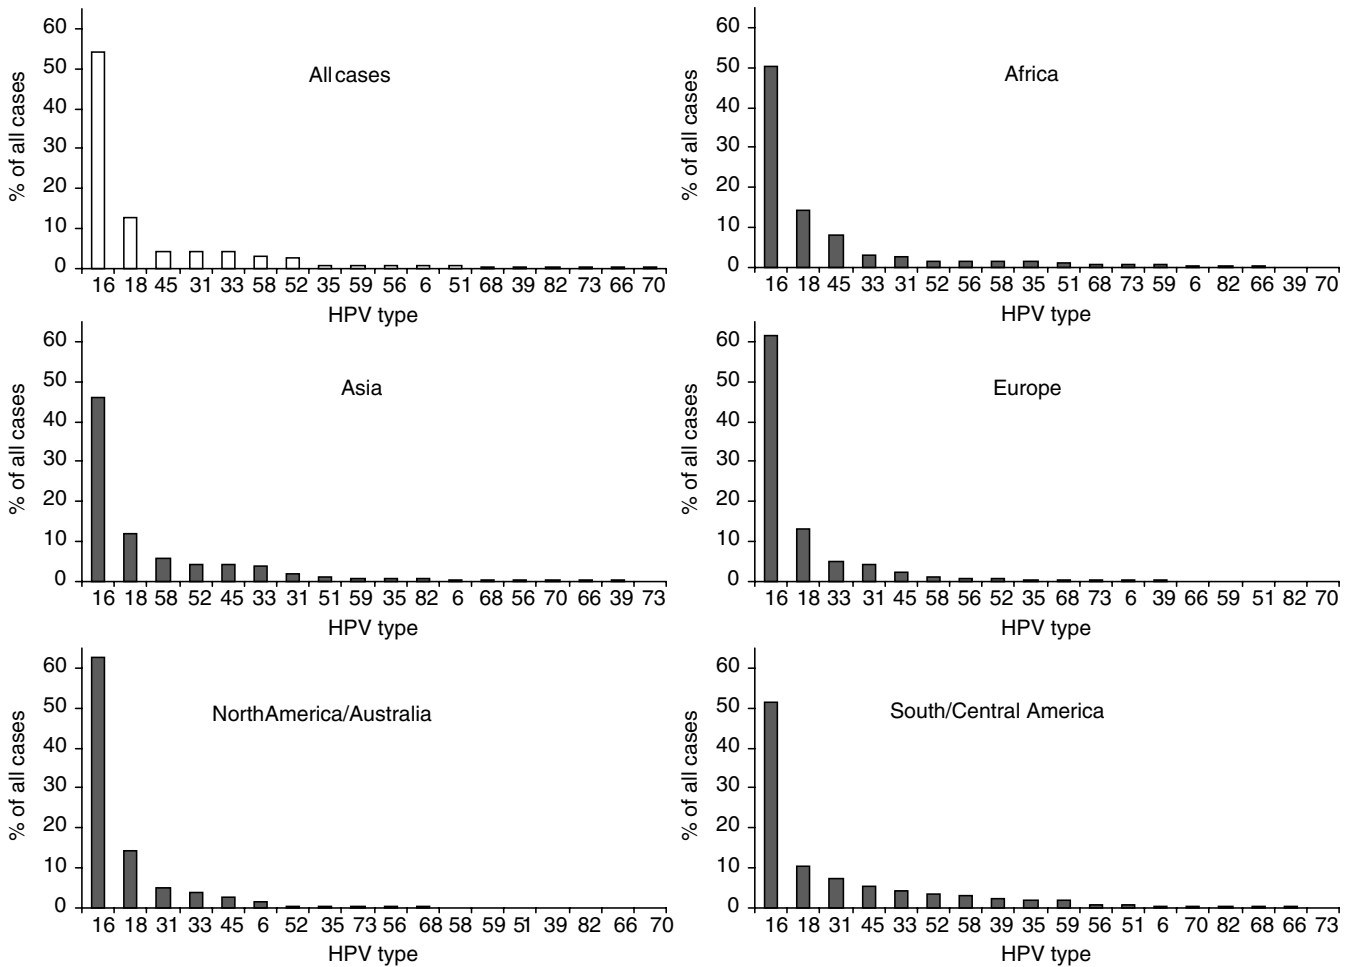 60
50
40
30
20
10
0
% of all cases
All cases
16 18 45 31 33 58 52 35 59 56 6 51 68 39 82 73 66 70
HPV type
60
50
40
30
20
10
0
% of all cases
Africa
16 18 45 33 31 52 56 58 35 51 68 73 59 6 82 66 39 70
HPV type
60
50
40
30
20
10
0
% of all cases
Asia
16 18 58 52 45 33 31 51 59 35 82 6 68 56 70 66 39 73
HPV type
60
50
40
30
20
10
0
% of all cases
Europe
16 18 33 31 45 58 56 52 35 68 73 6 39 66 59 51 82 70
HPV type
60
50
40
30
20
10
0
% of all cases
NorthAmerica/Australia
16 18 31 33 45 6 52 35 73 56 68 58 59 51 39 82 66 70
HPV type
60
50
40
30
20
10
0
% of all cases
South/Central America
16 18 31 45 33 52 58 39 35 59 56 51 6 70 82 68 66 73
HPV type